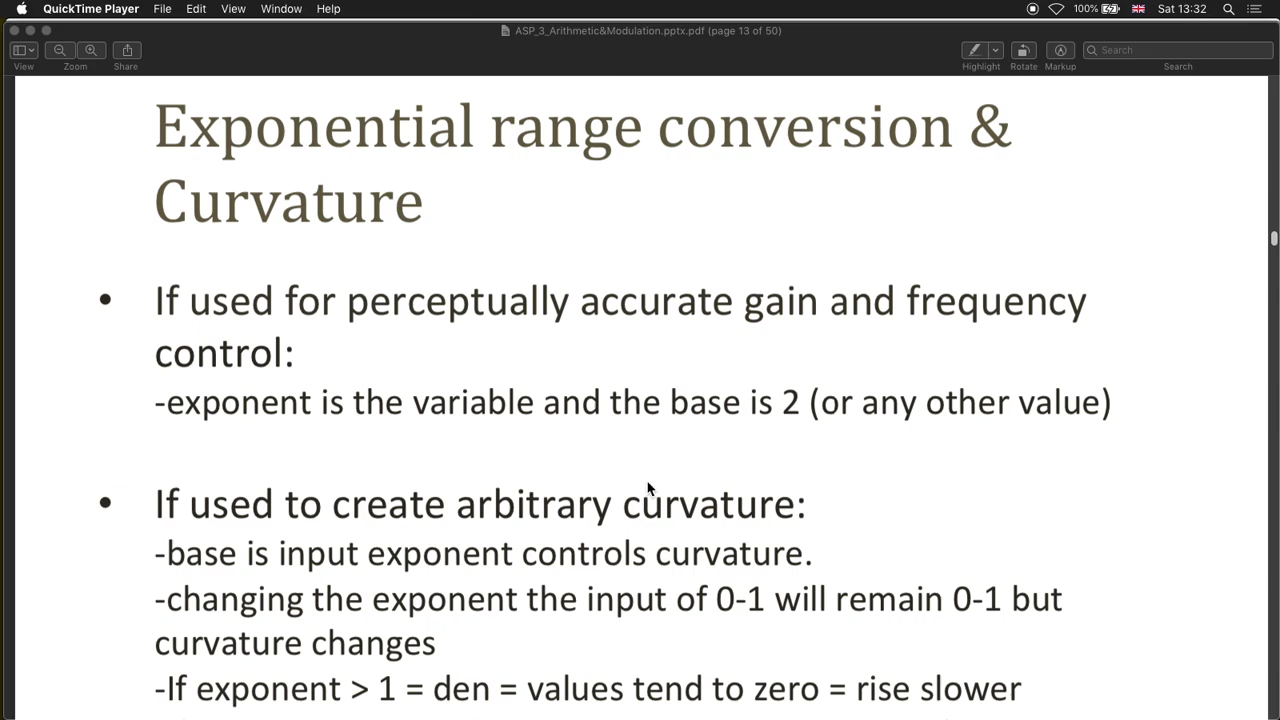 QuickTime Player File Edit View Window Help 100% Sat 13:32
ASP_3_Arithmetic&Modulation.pptx.pdf (page 13 of 50)
View Zoom Share Highlight Rotate Markup Search
Search
Exponential range conversion &
Curvature
• If used for perceptually accurate gain and frequency
control:
-exponent is the variable and the base is 2 (or any other value)
• If used to create arbitrary curvature:
-base is input exponent controls curvature.
-changing the exponent the input of 0-1 will remain 0-1 but
curvature changes
-If exponent > 1 = den = values tend to zero = rise slower